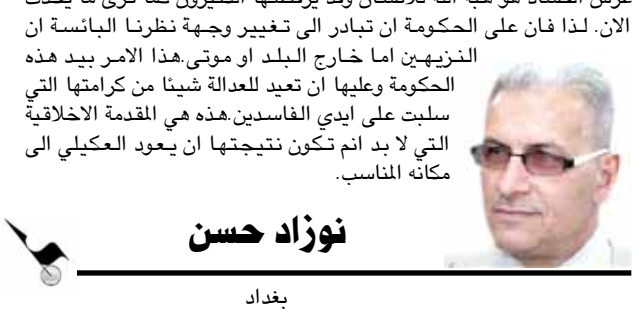 الان. لذا فان على الحكومة ان تبادر الى تغيير وجهة نظرنا البائسة ان
النزيهين اما خارج البلد او موتى.هذا الامر بيد هذه
الحكومة وعليها ان تعيد للعدالة شيئا من كرامتها التي
سلبت على ايدي الفاسدين.هذه هي المقدمة الاخلاقية
التي لا بد انم تكون نتيجتها ان يعود العكيلي الى
مكانه المناسب.
نوزاد حسن
بغداد